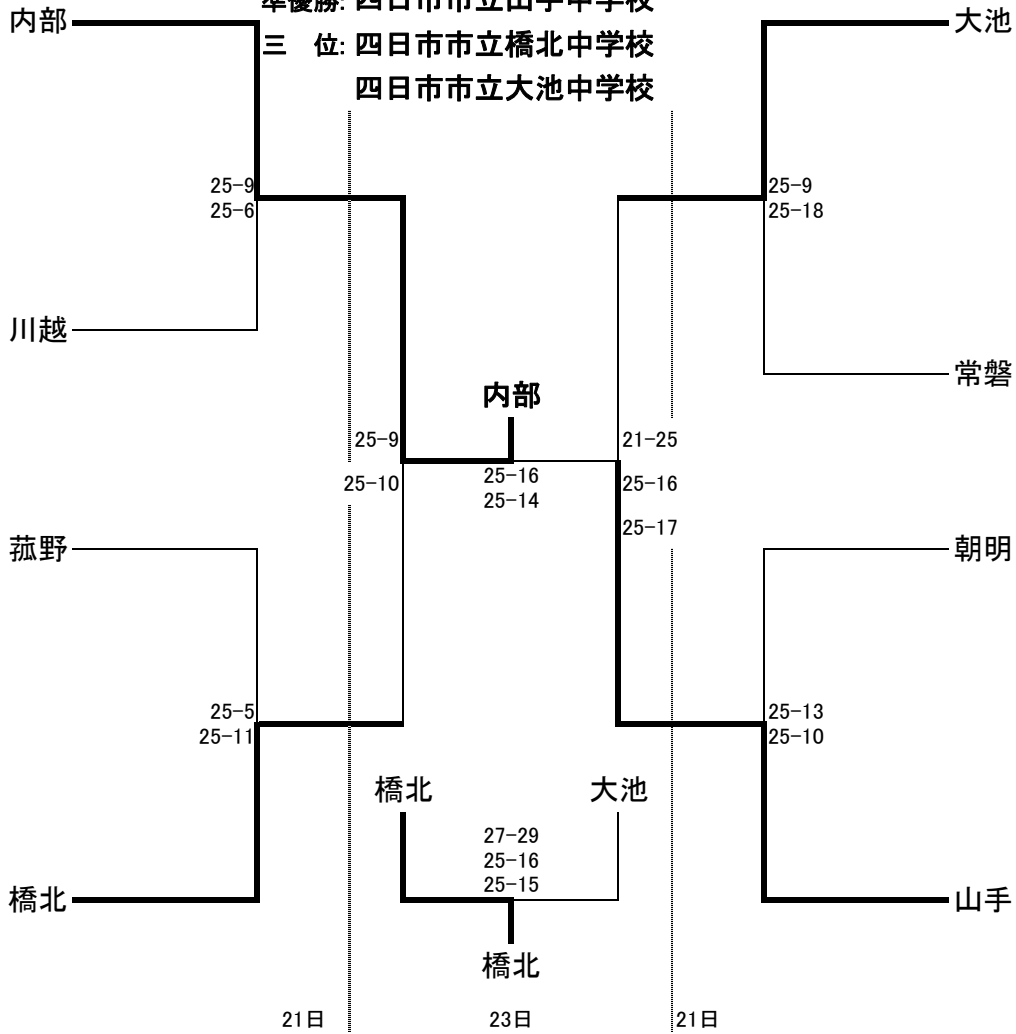 準優勝: 四日市市立山手中学校
内部
大池
三　位: 四日市市立橋北中学校
四日市市立大池中学校
25-9
25-6
25-9
25-18
川越
常磐
内部
25-9
25-10
25-16
25-14
21-25
25-16
25-17
菰野
朝明
25-5
25-11
25-13
25-10
橋北
大池
27-29
25-16
25-15
橋北
山手
橋北
21日
23日
21日